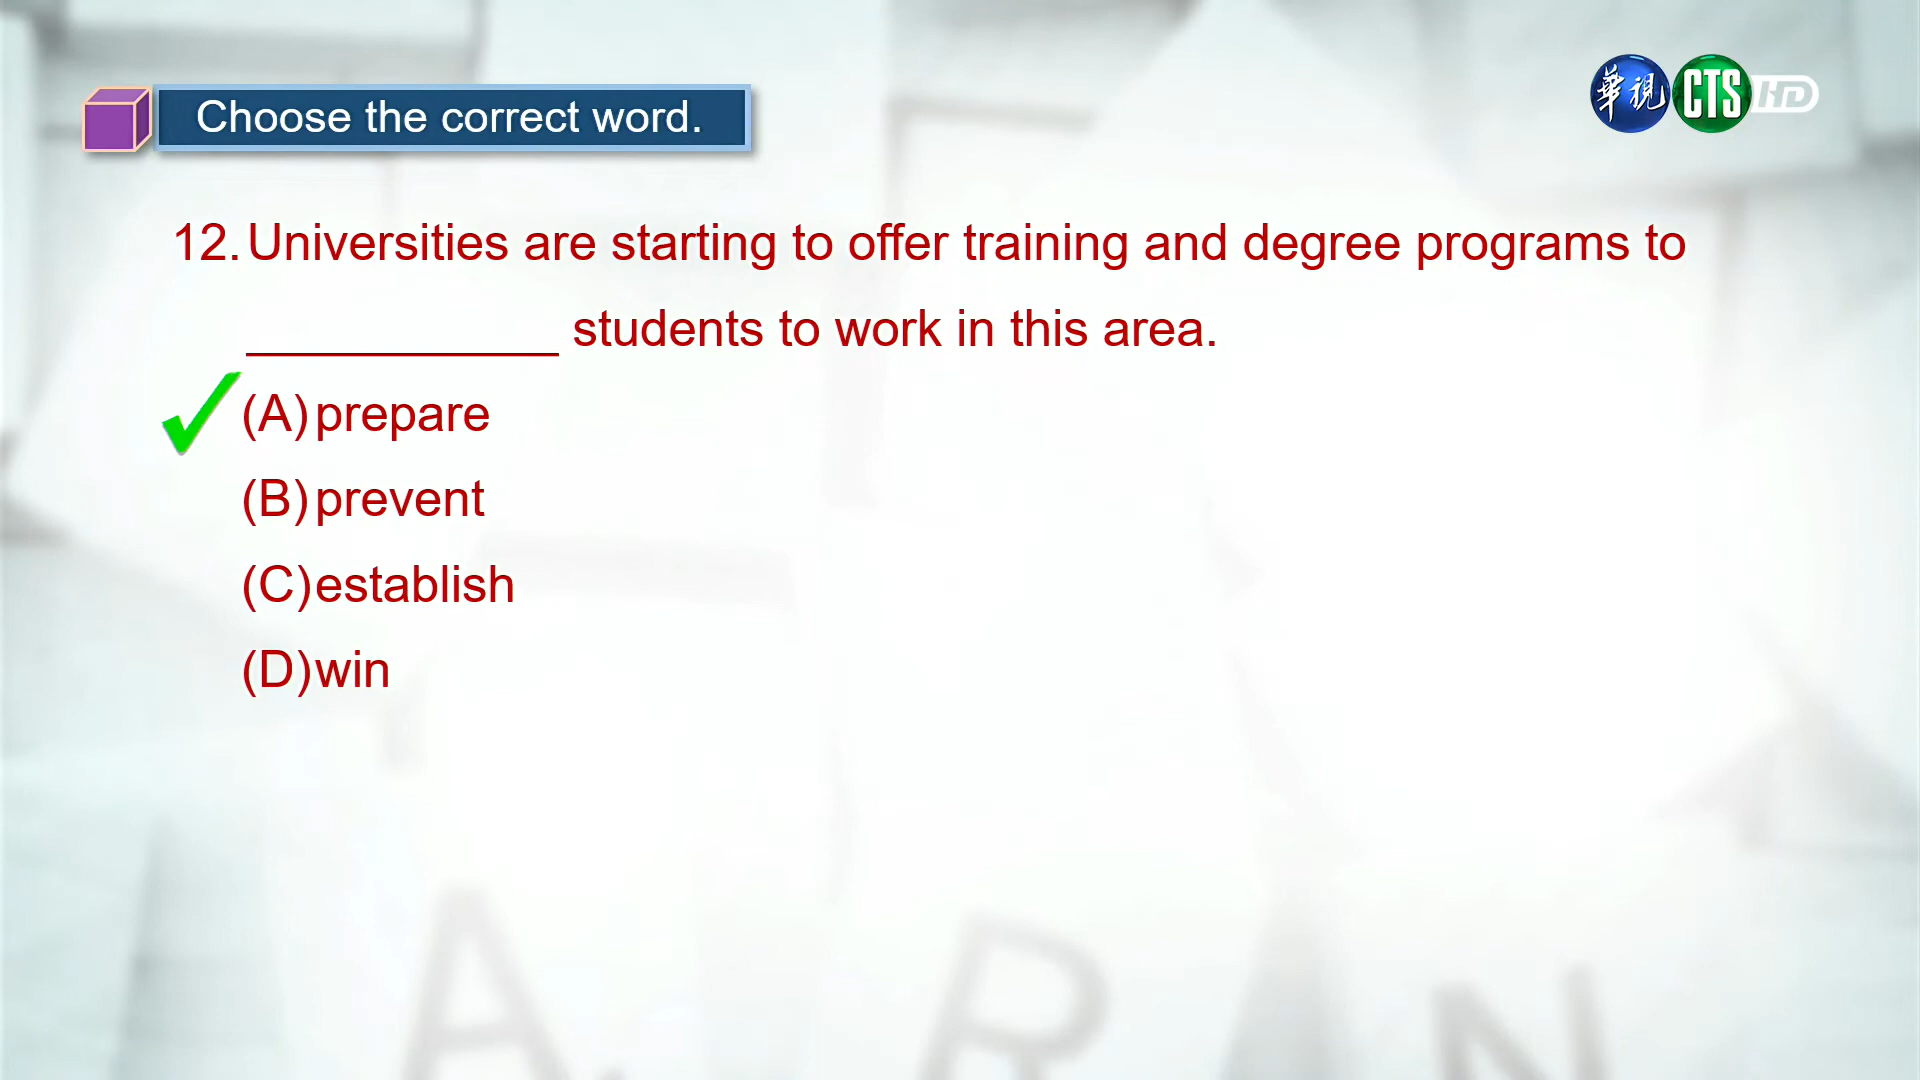 Choose the correct word.
華視 CTS HD
12. Universities are starting to offer training and degree programs to
____________ students to work in this area.
(A) prepare
(B) prevent
(C) establish
(D) win
A R N